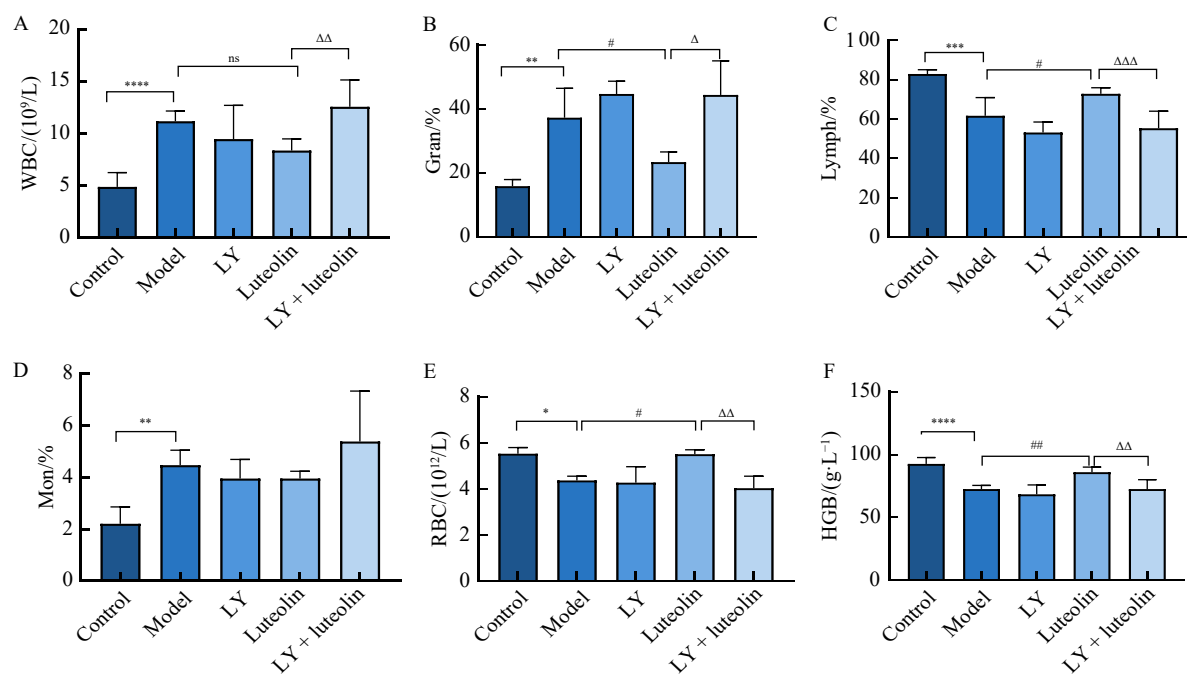 A
WBC/(10⁹/L)
20
15
10
5
0
****
ns
ΔΔ
Control
Model
LY
Luteolin
LY + luteolin
B
Gran/%
60
40
20
0
**
#
Δ
Control
Model
LY
Luteolin
LY + luteolin
C
Lymph/%
100
80
60
40
20
0
***
#
ΔΔΔ
Control
Model
LY
Luteolin
LY + luteolin
D
Mon/%
8
6
4
2
0
**
Control
Model
LY
Luteolin
LY + luteolin
E
RBC/(10¹²/L)
8
6
4
2
0
*
#
ΔΔ
Control
Model
LY
Luteolin
LY + luteolin
F
HGB/(g·L⁻¹)
150
100
50
0
****
##
ΔΔ
Control
Model
LY
Luteolin
LY + luteolin